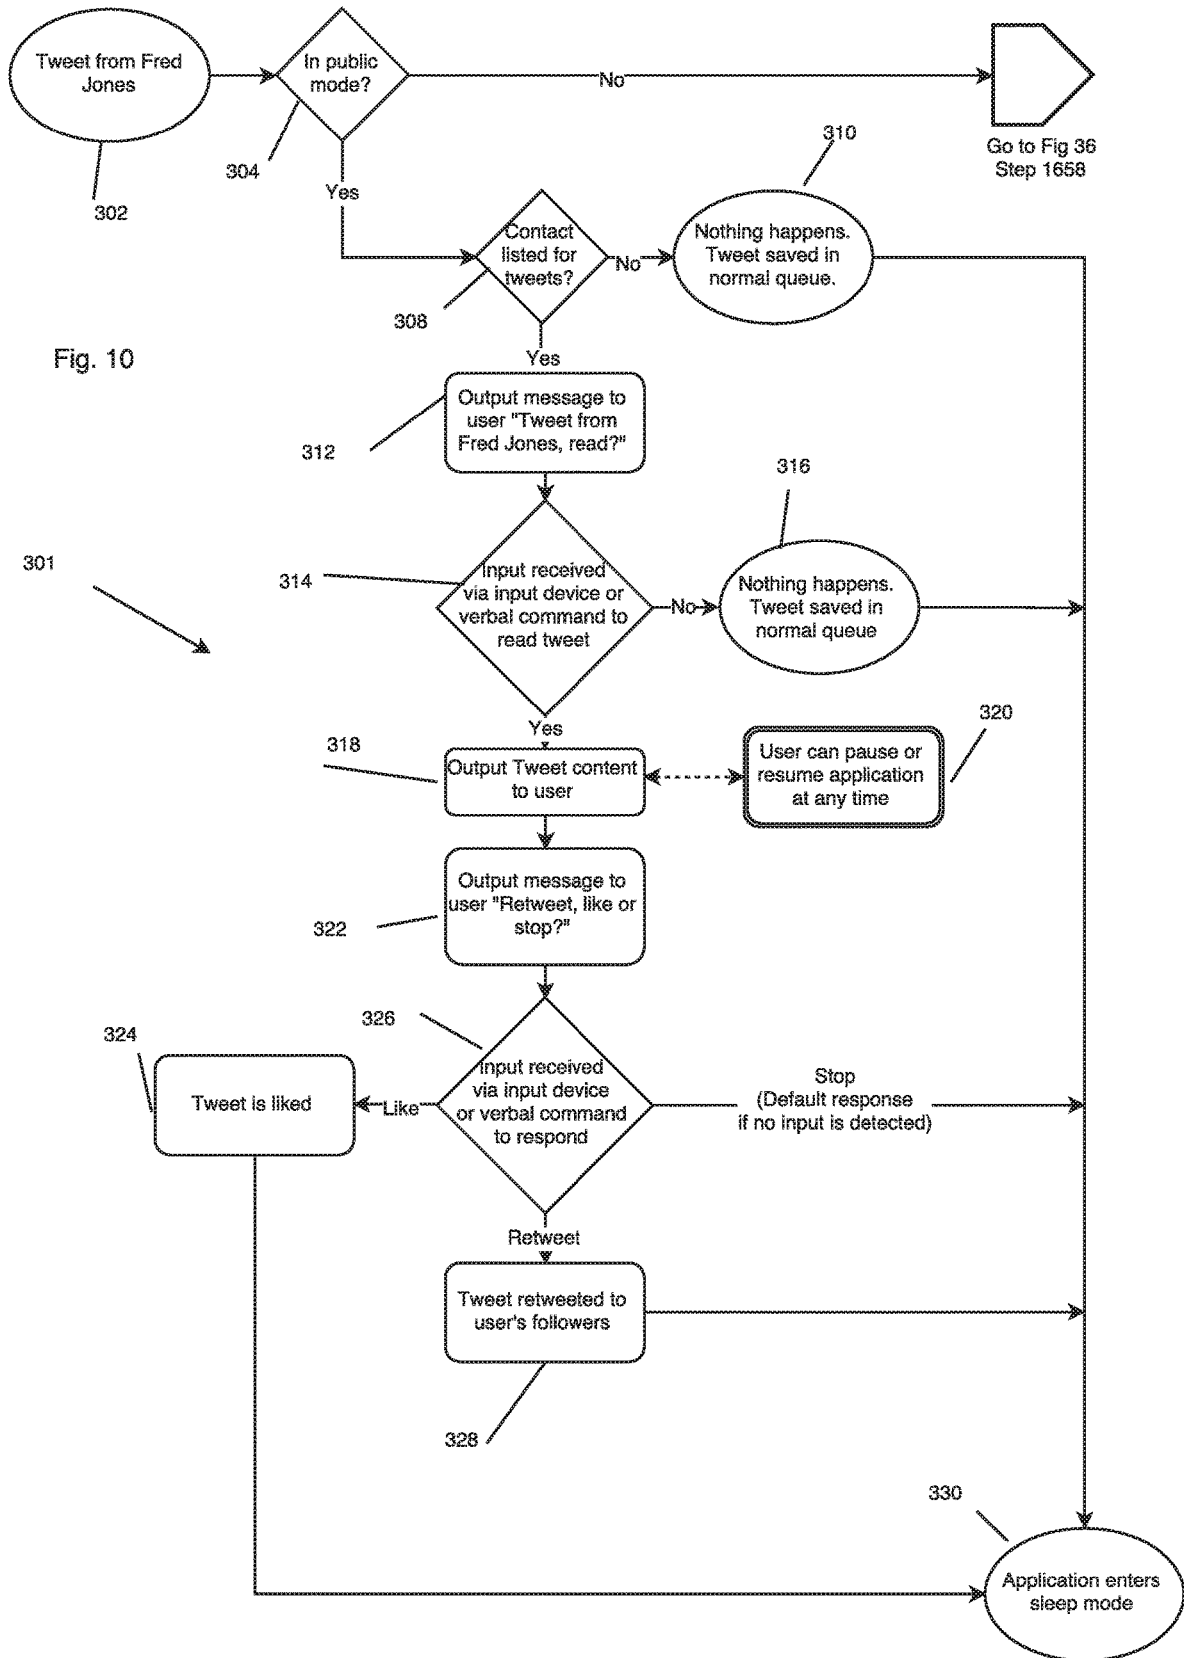 Tweet from Fred
Jones
302
In public
mode?
304
No
Go to Fig 36
Step 1658
Yes
Contact
listed for
tweets?
308
No
310
Nothing happens.
Tweet saved in
normal queue.
Fig. 10
Yes
Output message to
user "Tweet from
Fred Jones, read?"
312
301
Input received
via input device or
verbal command to
read tweet
314
No
316
Nothing happens.
Tweet saved in
normal queue
Yes
318
Output Tweet content
to user
320
User can pause or
resume application
at any time
Output message to
user "Retweet, like or
stop?"
322
326
Input received
via input device
or verbal command
to respond
324
Tweet is liked
Like
Stop
(Default response
if no input is detected)
Retweet
Tweet retweeted to
user's followers
328
330
Application enters
sleep mode